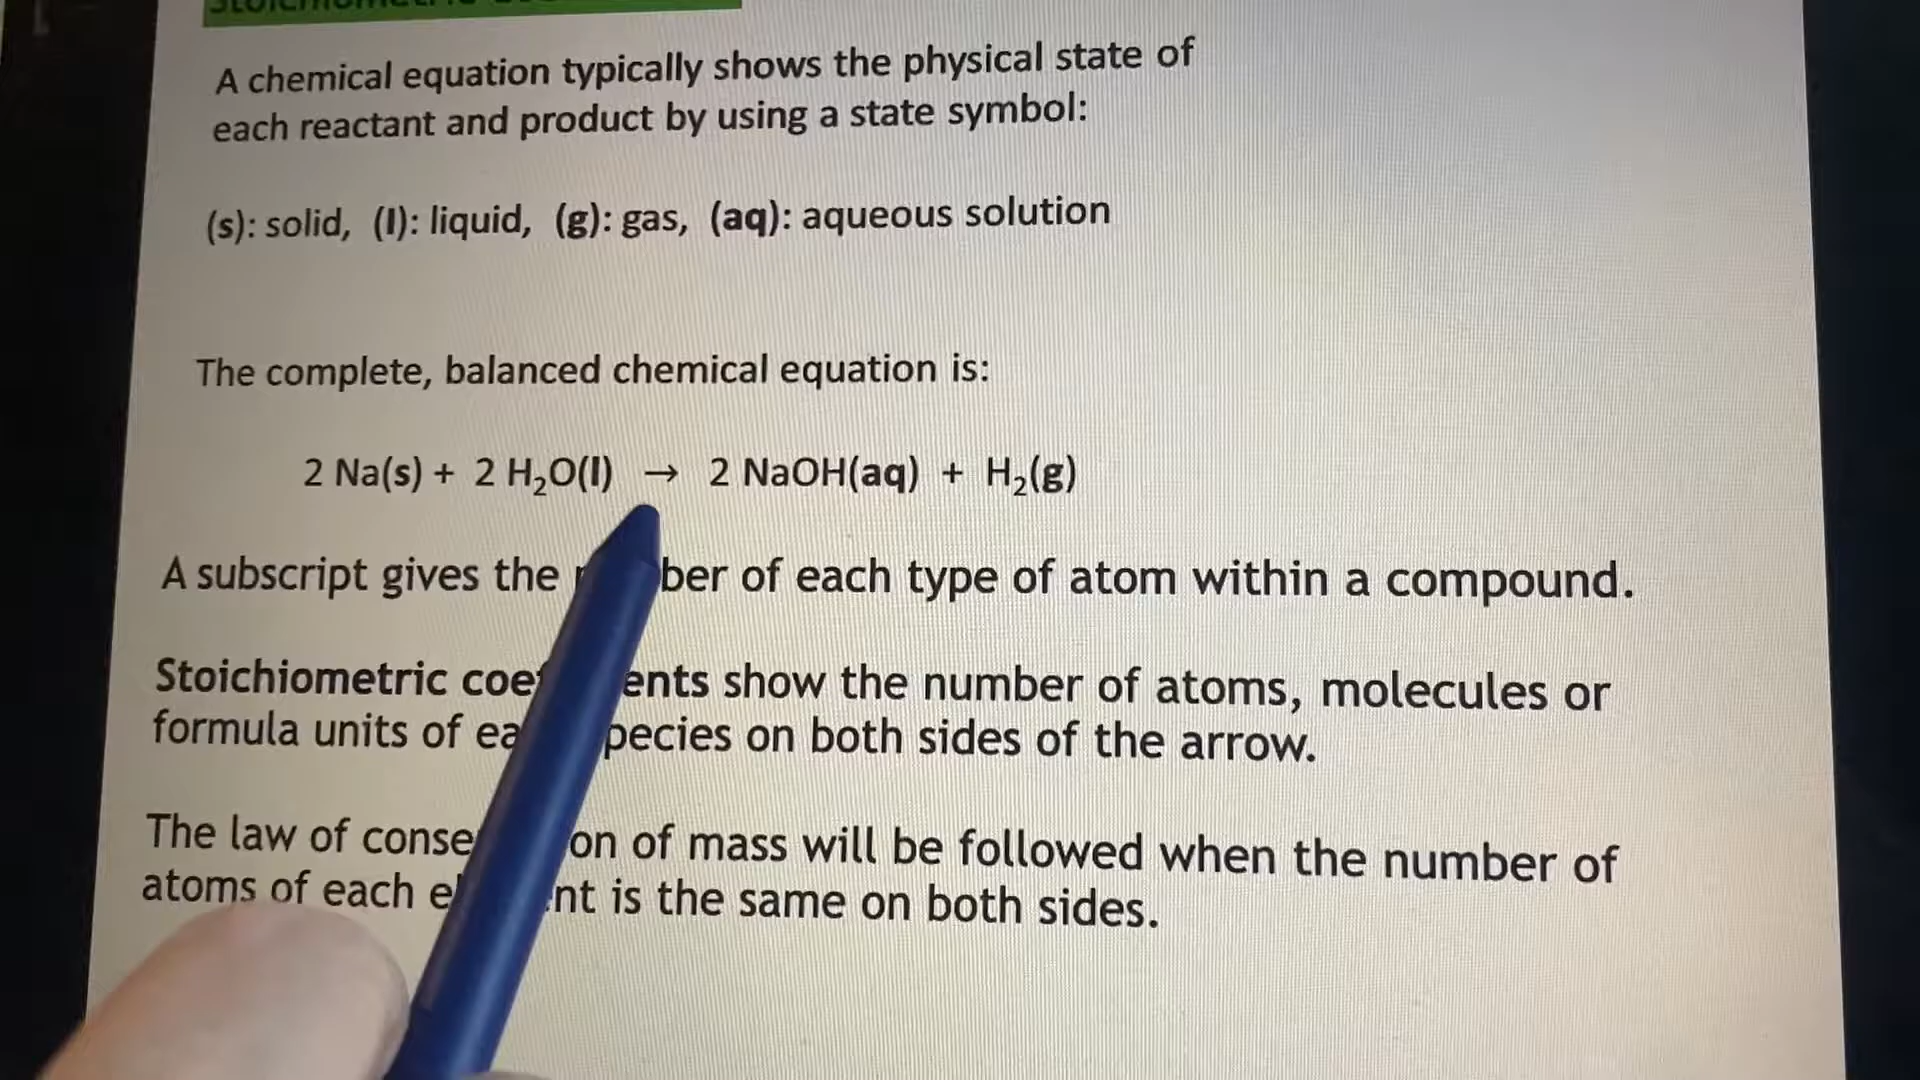 A chemical equation typically shows the physical state of
each reactant and product by using a state symbol:
(s): solid, (l): liquid, (g): gas, (aq): aqueous solution
The complete, balanced chemical equation is:
2 Na(s) + 2 H₂O(l) → 2 NaOH(aq) + H₂(g)
A subscript gives the ber of each type of atom within a compound.
Stoichiometric coe ents show the number of atoms, molecules or
formula units of ea pecies on both sides of the arrow.
The law of conse on of mass will be followed when the number of
atoms of each el nt is the same on both sides.